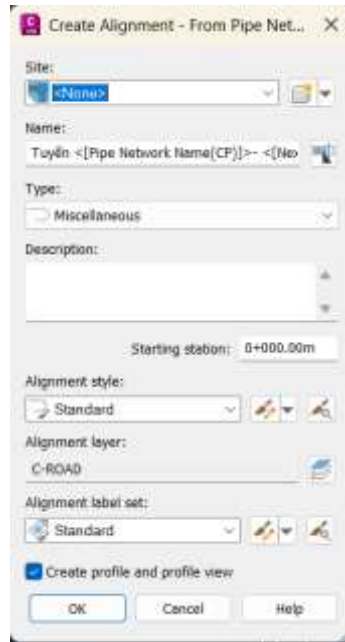 Create Alignment - From Pipe Net...
Site:
<None>
Name:
Tuyến <[Pipe Network Name(CP)]>- <[Nex
Type:
Miscellaneous
Description:
Starting station: 0+000.00m
Alignment style:
Standard
Alignment layer:
C-ROAD
Alignment label set:
Standard
Create profile and profile view
OK Cancel Help